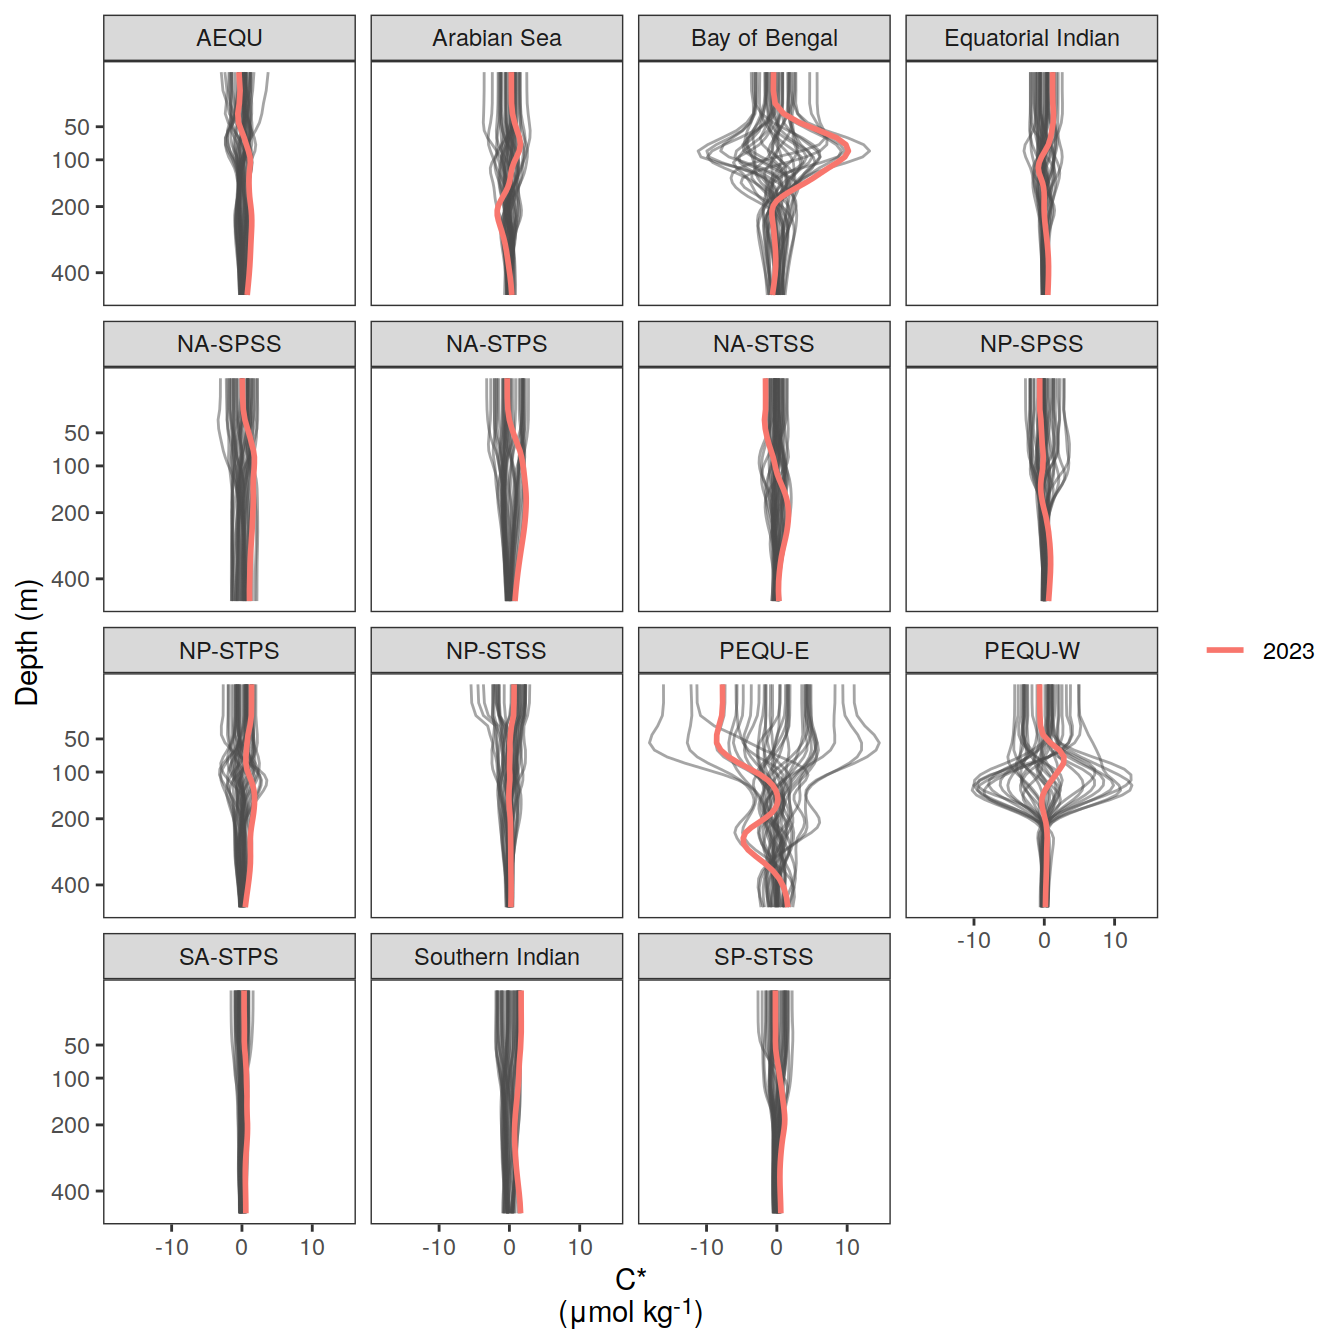 AEQU
Arabian Sea
Bay of Bengal
Equatorial Indian
50
100
200
400
NA-SPSS
NA-STPS
NA-STSS
NP-SPSS
50
100
200
400
Depth (m)
NP-STPS
NP-STSS
PEQU-E
PEQU-W
2023
50
100
200
400
-10 0 10
SA-STPS
Southern Indian
SP-STSS
50
100
200
400
-10 0 10
-10 0 10
-10 0 10
C*
(µmol kg⁻¹)